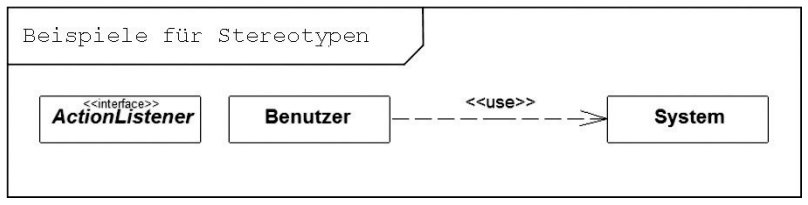 Beispiele für Stereotypen
<<interface>>
ActionListener
Benutzer
<<use>>
System